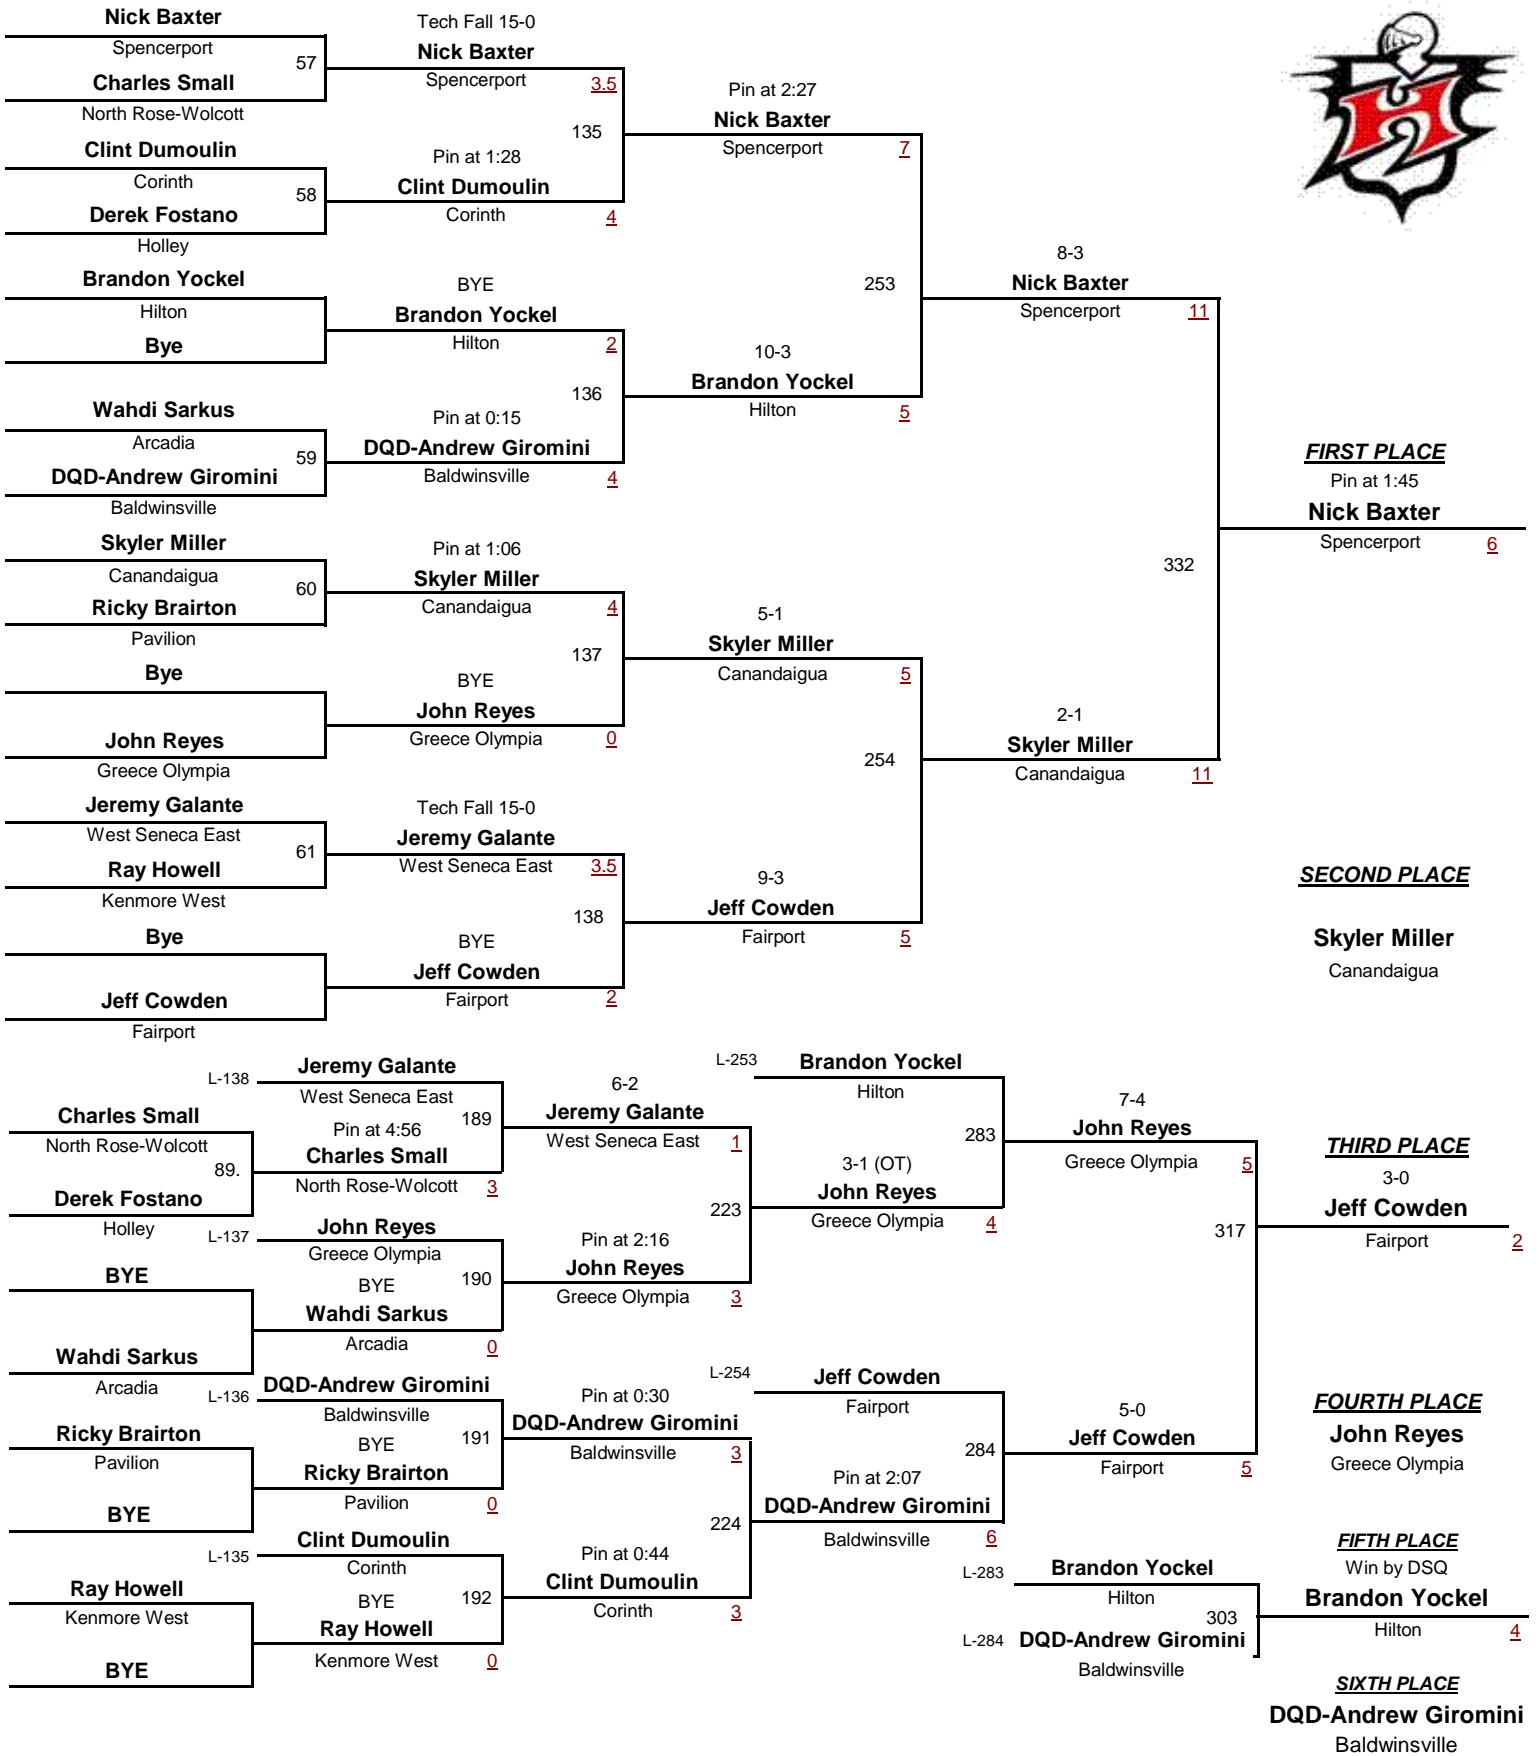 Nick Baxter
Spencerport
57
Charles Small
North Rose-Wolcott
Clint Dumoulin
Corinth
58
Derek Fostano
Holley
Brandon Yockel
Hilton
Bye
Wahdi Sarkus
Arcadia
59
DQD-Andrew Giromini
Baldwinsville
Skyler Miller
Canandaigua
60
Ricky Brairton
Pavilion
Bye
John Reyes
Greece Olympia
Jeremy Galante
West Seneca East
61
Ray Howell
Kenmore West
Bye
Jeff Cowden
Fairport
Tech Fall 15-0
Nick Baxter
Spencerport 3.5
135
Pin at 1:28
Clint Dumoulin
Corinth 4
BYE
Brandon Yockel
Hilton 2
136
Pin at 0:15
DQD-Andrew Giromini
Baldwinsville 4
Pin at 1:06
Skyler Miller
Canandaigua 4
137
BYE
John Reyes
Greece Olympia 0
Tech Fall 15-0
Jeremy Galante
West Seneca East 3.5
138
BYE
Jeff Cowden
Fairport 2
Pin at 2:27
Nick Baxter
Spencerport 7
253
10-3
Brandon Yockel
Hilton 5
5-1
Skyler Miller
Canandaigua 5
254
9-3
Jeff Cowden
Fairport 5
H
8-3
Nick Baxter
Spencerport 11
332
2-1
Skyler Miller
Canandaigua 11
FIRST PLACE
Pin at 1:45
Nick Baxter
Spencerport 6
SECOND PLACE
Skyler Miller
Canandaigua
Charles Small
North Rose-Wolcott
89.
Derek Fostano
Holley
BYE
Wahdi Sarkus
Arcadia
Ricky Brairton
Pavilion
BYE
Ray Howell
Kenmore West
BYE
L-138 Jeremy Galante
West Seneca East
189
Pin at 4:56
Charles Small
North Rose-Wolcott 3
L-137 John Reyes
Greece Olympia
190
BYE
Wahdi Sarkus
Arcadia 0
L-136 DQD-Andrew Giromini
Baldwinsville
191
BYE
Ricky Brairton
Pavilion 0
L-135 Clint Dumoulin
Corinth
192
BYE
Ray Howell
Kenmore West 0
6-2
Jeremy Galante
West Seneca East 1
223
Pin at 2:16
John Reyes
Greece Olympia 3
Pin at 0:30
DQD-Andrew Giromini
Baldwinsville 3
224
Pin at 0:44
Clint Dumoulin
Corinth 3
L-253 Brandon Yockel
Hilton
283
3-1 (OT)
John Reyes
Greece Olympia 4
L-254 Jeff Cowden
Fairport
284
Pin at 2:07
DQD-Andrew Giromini
Baldwinsville 6
7-4
John Reyes
Greece Olympia 5
317
5-0
Jeff Cowden
Fairport 5
L-283 Brandon Yockel
Hilton
303
L-284 DQD-Andrew Giromini
Baldwinsville
THIRD PLACE
3-0
Jeff Cowden
Fairport 2
FOURTH PLACE
John Reyes
Greece Olympia
FIFTH PLACE
Win by DSQ
Brandon Yockel
Hilton 4
SIXTH PLACE
DQD-Andrew Giromini
Baldwinsville